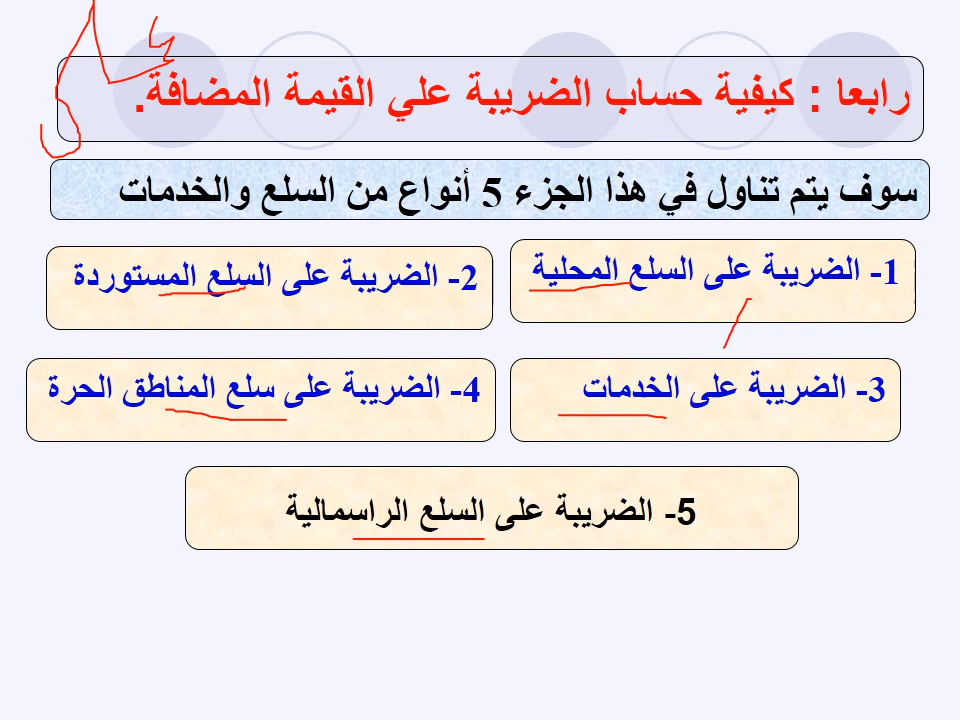 رابعا : كيفية حساب الضريبة علي القيمة المضافة.
سوف يتم تناول في هذا الجزء 5 أنواع من السلع والخدمات
1- الضريبة على السلع المحلية
2- الضريبة على السلع المستوردة
3- الضريبة على الخدمات
4- الضريبة على سلع المناطق الحرة
5- الضريبة على السلع الراسمالية